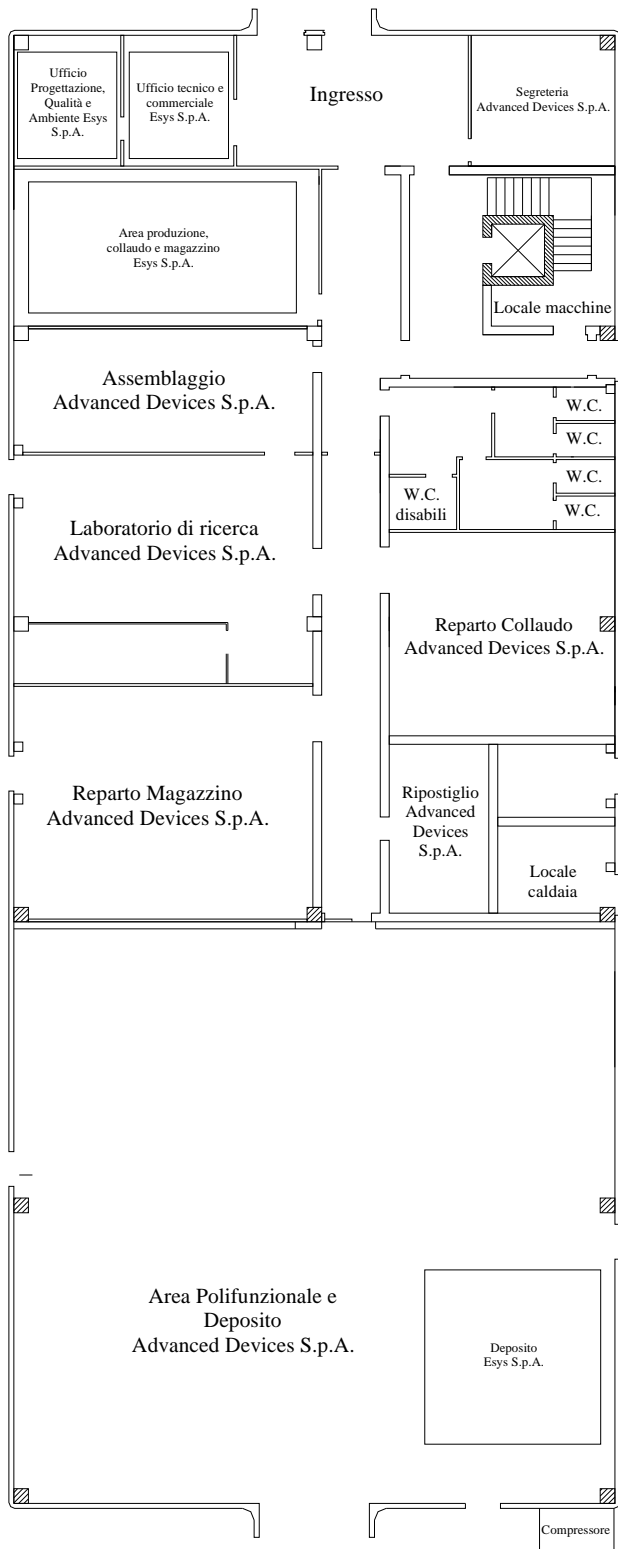 Ufficio
Progettazione,
Qualità e
Ambiente Esys
S.p.A.
Ufficio tecnico e
commerciale
Esys S.p.A.
Ingresso
Segreteria
Advanced Devices S.p.A.
Area produzione,
collaudo e magazzino
Esys S.p.A.
Locale macchine
Assemblaggio
Advanced Devices S.p.A.
W.C.
W.C.
W.C.
W.C.
W.C.
disabili
Laboratorio di ricerca
Advanced Devices S.p.A.
Reparto Collaudo
Advanced Devices S.p.A.
Reparto Magazzino
Advanced Devices S.p.A.
Ripostiglio
Advanced
Devices
S.p.A.
Locale
caldaia
Area Polifunzionale e
Deposito
Advanced Devices S.p.A.
Deposito
Esys S.p.A.
Compressore